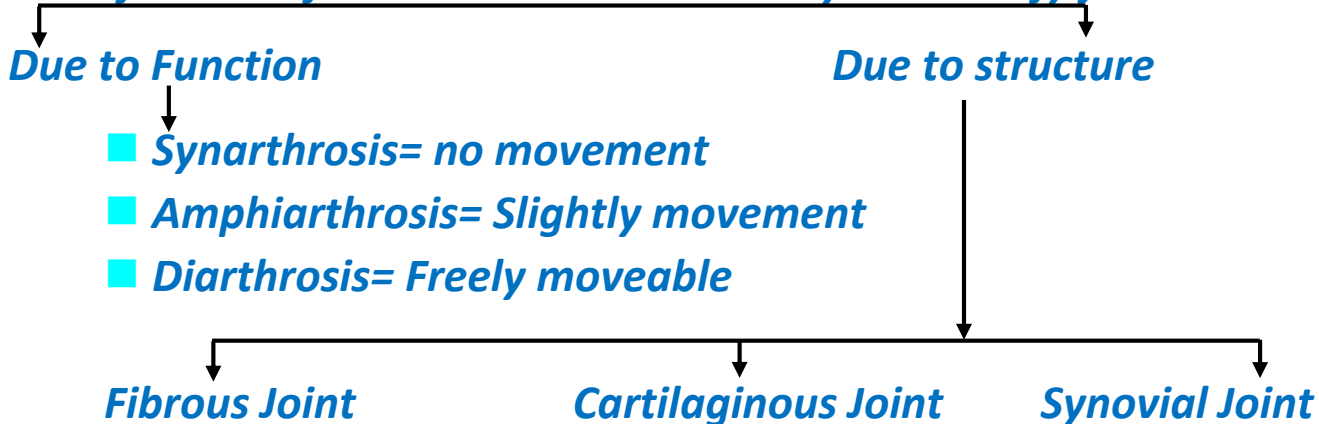 Due to Function Due to structure
Synarthrosis= no movement
Amphiarthrosis= Slightly movement
Diarthrosis= Freely moveable
Fibrous Joint Cartilaginous Joint Synovial Joint